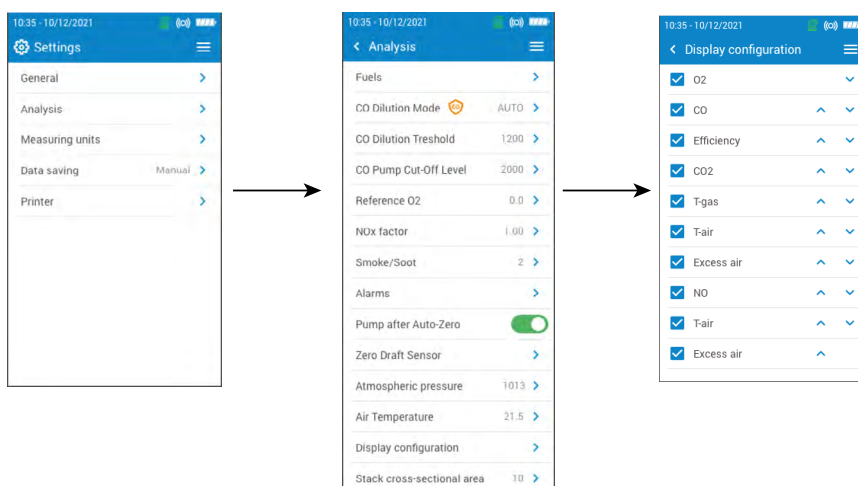 10:35 - 10/12/2021
Settings
General
Analysis
Measuring units
Data saving Manual
Printer
10:35 - 10/12/2021
Analysis
Fuels
CO Dilution Mode CO AUTO
CO Dilution Treshold 1200
CO Pump Cut-Off Level 2000
Reference O2 0.0
NOx factor 1.00
Smoke/Soot 2
Alarms
Pump after Auto-Zero
Zero Draft Sensor
Atmospheric pressure 1013
Air Temperature 21.5
Display configuration
Stack cross-sectional area 10
10:35 - 10/12/2021
Display configuration
O2
CO
Efficiency
CO2
T-gas
T-air
Excess air
NO
T-air
Excess air